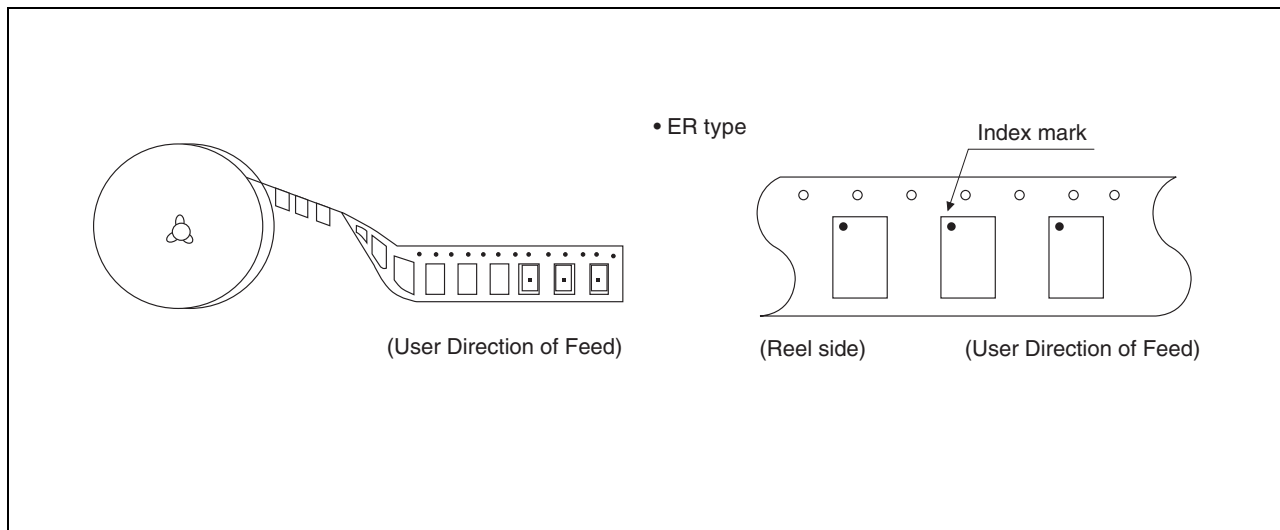 • ER type
Index mark
(User Direction of Feed)
(Reel side)
(User Direction of Feed)